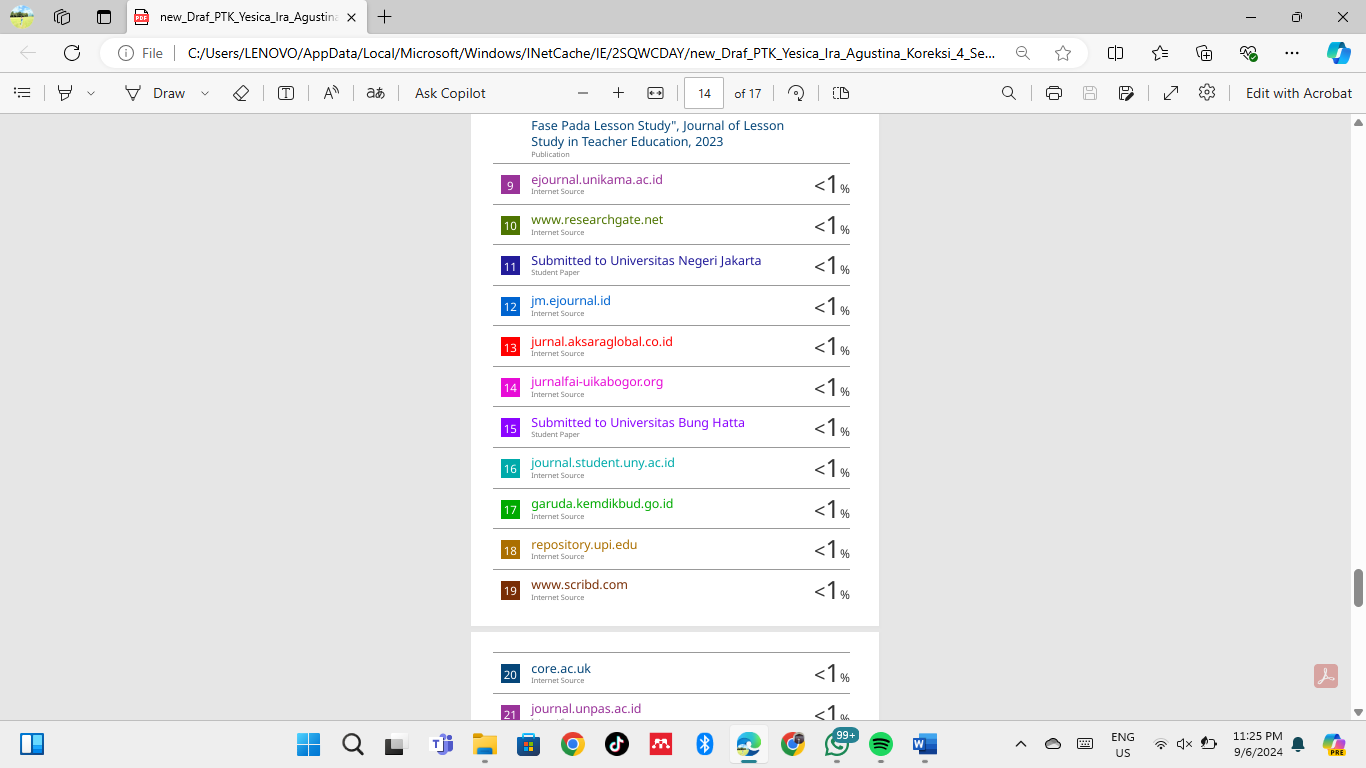 new_Draf_PTK_Yesica_Ira_Agustina
File
C:/Users/LENOVO/AppData/Local/Microsoft/Windows/INetCache/IE/2SQWCDAY/new_Draf_PTK_Yesica_Ira_Agustina_Koreksi_4_Se...
Draw
Ask Copilot
14
of 17
Edit with Acrobat
Fase Pada Lesson Study", Journal of Lesson
Study in Teacher Education, 2023
Publication
9 ejournal.unikama.ac.id <1%
Internet Source
10 www.researchgate.net <1%
Internet Source
11 Submitted to Universitas Negeri Jakarta <1%
Student Paper
12 jm.ejournal.id <1%
Internet Source
13 jurnal.aksaraglobal.co.id <1%
Internet Source
14 jurnalfai-uikabogor.org <1%
Internet Source
15 Submitted to Universitas Bung Hatta <1%
Student Paper
16 journal.student.uny.ac.id <1%
Internet Source
17 garuda.kemdikbud.go.id <1%
Internet Source
18 repository.upi.edu <1%
Internet Source
19 www.scribd.com <1%
Internet Source
20 core.ac.uk <1%
Internet Source
21 journal.unpas.ac.id <1%
99+
ENG
US
11:25 PM
9/6/2024
PRE